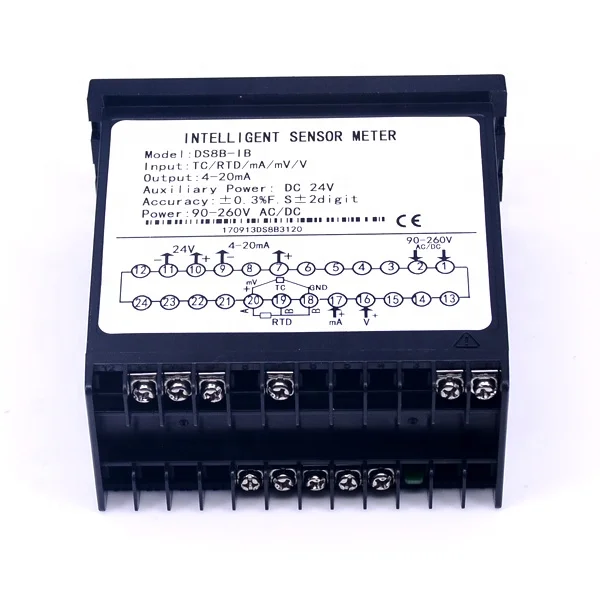 INTELLIGENT SENSOR METER
Model:DS8B-IB
Input:TC/RTD/mA/mV/V
Output:4-20mA
Auxiliary Power: DC 24V
Accuracy:±0.3%F.S±2digit
Power:90-260V AC/DC
170913DS8B3120 CE
24V 4-20mA 90-260V
AC/DC
- + - +
12 11 10 9 8 7 6 5 4 3 2 1
+ mV TC - GND
24 23 22 21 20 19 18 17 16 15 14 13
A B B
RTD mA V